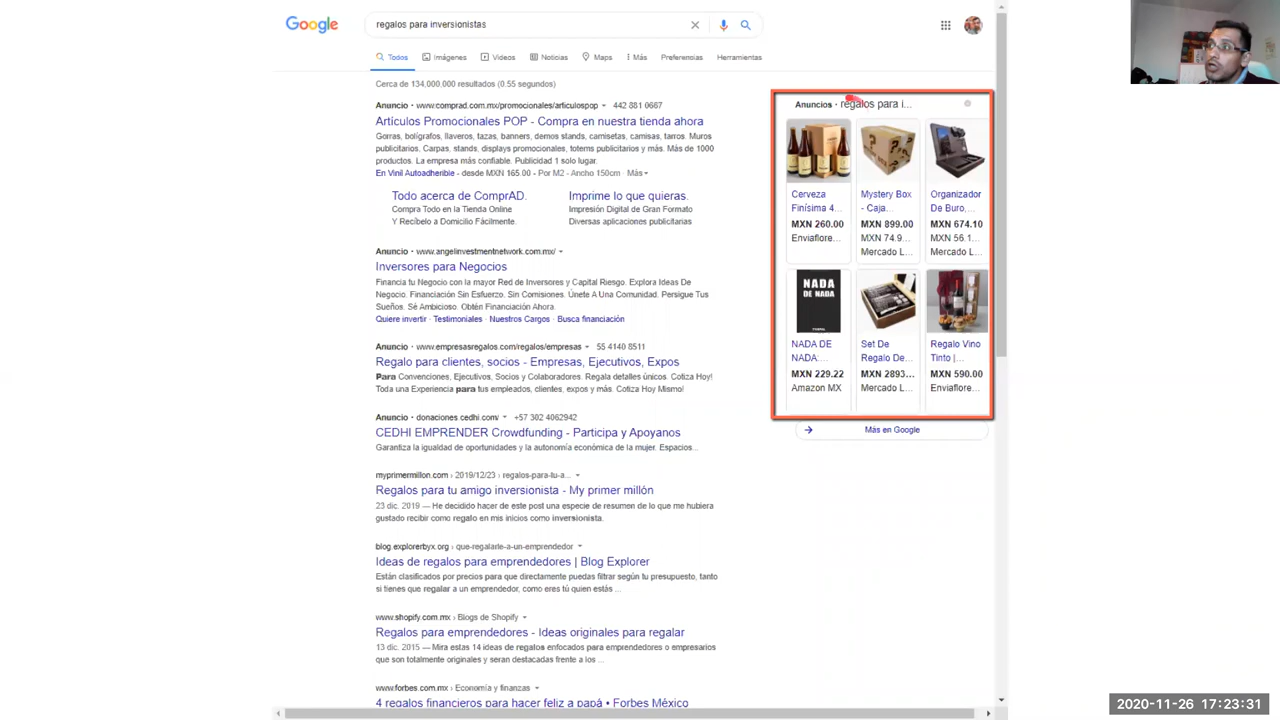 Google
regalos para inversionistas
Todos Imágenes Videos Noticias Maps Más Preferencias Herramientas
Cerca de 134,000,000 resultados (0.55 segundos)
Anuncio · www.comprad.com.mx/promocionales/articulospop 442 881 0667
Artículos Promocionales POP - Compra en nuestra tienda ahora
Gorras, bolígrafos, llaveros, tazas, banners, demos stands, camisetas, camisas, tarros. Muros
publicitarios. Carpas, stands, displays promocionales, totems publicitarios y más. Más de 1000
productos. La empresa más confiable. Publicidad 1 solo lugar.
En Vinil Autoadherible - desde MXN 165.00 - Por M2 - Ancho 150cm Más
Todo acerca de ComprAD.
Compra Todo en la Tienda Online
Y Recíbelo a Domicilio Fácilmente.
Imprime lo que quieras.
Impresión Digital de Gran Formato
Diversas aplicaciones publicitarias
Anuncio · www.angelinvestmentnetwork.com.mx/
Inversores para Negocios
Financia tu Negocio con la mayor Red de Inversores y Capital Riesgo. Explora Ideas De
Negocio. Financiación Sin Esfuerzo. Sin Comisiones. Únete A Una Comunidad. Persigue Tus
Sueños. Sé Ambicioso. Obtén Financiación Ahora.
Quiere invertir · Testimoniales · Nuestros Cargos · Busca financiación
Anuncio · www.empresasregalos.com/regalos/empresas 55 4140 8511
Regalo para clientes, socios - Empresas, Ejecutivos, Expos
Para Convenciones, Ejecutivos, Socios y Colaboradores. Regala detalles únicos. Cotiza Hoy!
Toda una Experiencia para tus empleados, clientes, expos y más. Cotiza Hoy Mismo!
Anuncio · donaciones.cedhi.com/ +57 302 4062942
CEDHI EMPRENDER Crowdfunding - Participa y Apoyanos
Garantiza la igualdad de oportunidades y la autonomía económica de la mujer. Espacios...
myprimermillon.com › 2019/12/23 › regalos-para-tu-a...
Regalos para tu amigo inversionista - My primer millón
23 dic. 2019 — He decidido hacer de este post una especie de resumen de lo que me hubiera
gustado recibir como regalo en mis inicios como inversionista.
blog.explorerbyx.org › que-regalarle-a-un-emprendedor
Ideas de regalos para emprendedores | Blog Explorer
Están clasificados por precios para que directamente puedas filtrar según tu presupuesto, tanto
si tienes que regalar a un emprendedor, como eres tú quien estás ...
www.shopify.com.mx › Blogs de Shopify
Regalos para emprendedores - Ideas originales para regalar
13 dic. 2015 — Mira estas 14 ideas de regalos enfocados para emprendedores o empresarios
que son totalmente originales y seran destacadas frente a los ...
www.forbes.com.mx › Economía y finanzas
4 regalos financieros para hacer feliz a papá • Forbes México
Anuncios · regalos para i...
Cerveza
Finísima 4...
MXN 260.00
Enviaflore...
Mystery Box
- Caja...
MXN 899.00
MXN 74.9...
Mercado L...
Organizador
De Buro,...
MXN 674.10
MXN 56.1...
Mercado L...
NADA
DE NADA
NADA DE
NADA:...
MXN 229.22
Amazon MX
Set De
Regalo De...
MXN 2893...
Mercado L...
Regalo Vino
Tinto |...
MXN 590.00
Enviaflore...
Más en Google
2020-11-26 17:23:31